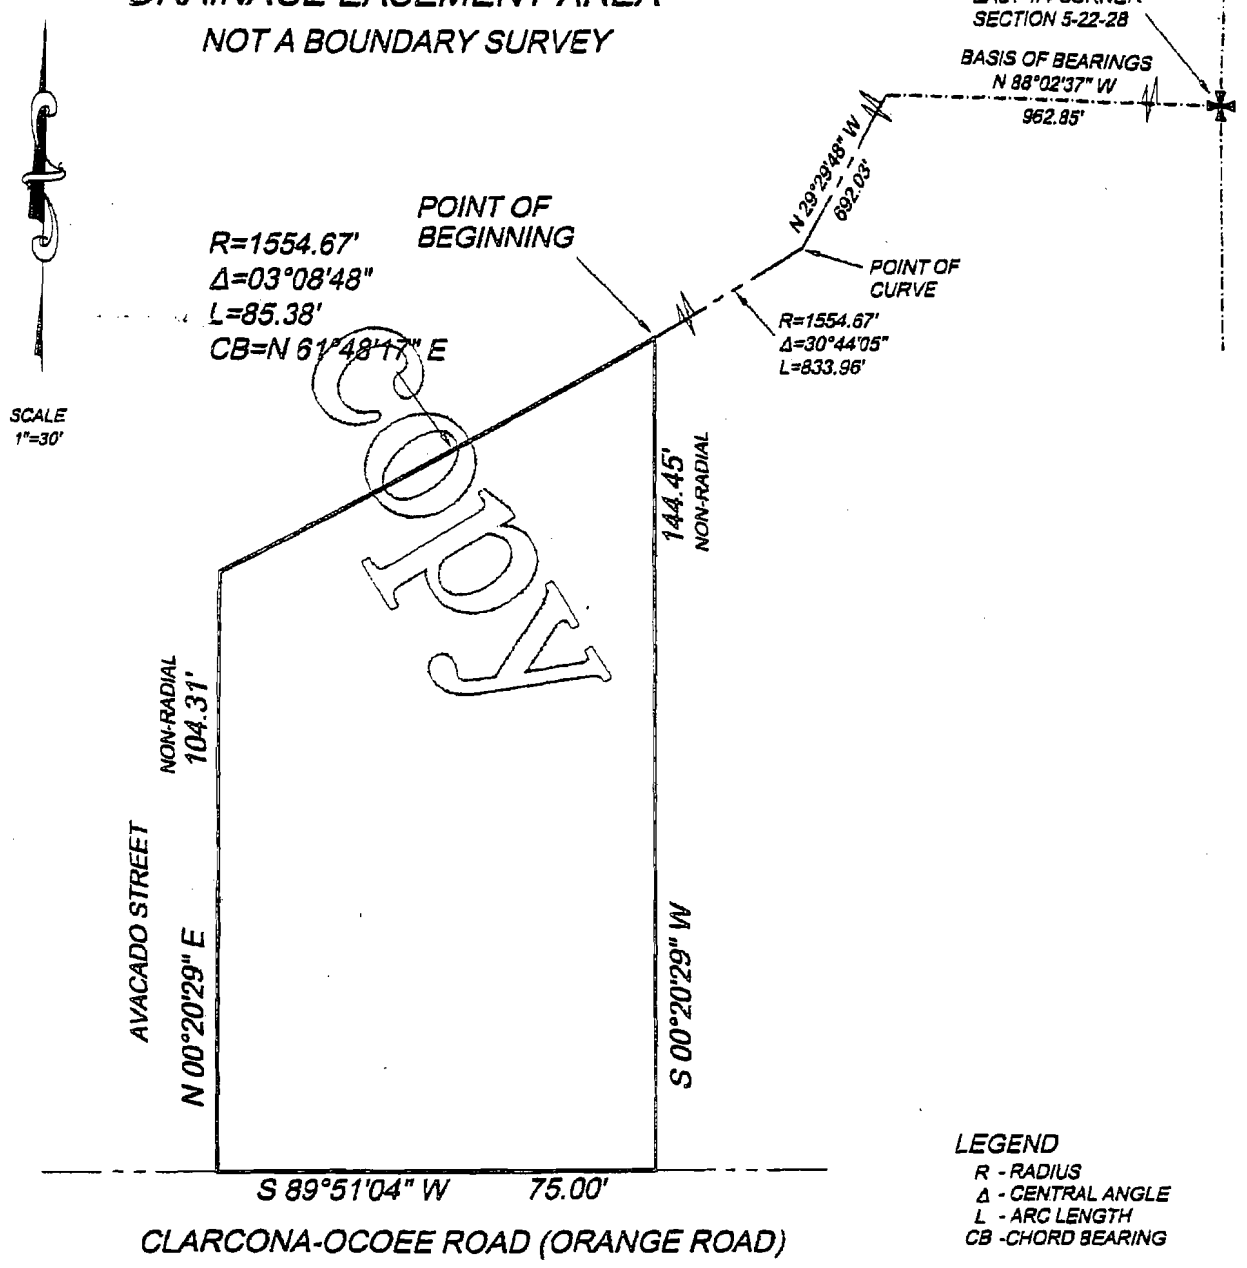 DRAINAGE EASEMENT AREA
NOT A BOUNDARY SURVEY
SECTION 5-22-28
BASIS OF BEARINGS
N 88°02'37" W
962.85'
N 29°29'48" W
692.03'
POINT OF
BEGINNING
R=1554.67'
Δ=03°08'48"
L=85.38'
CB=N 61°48'17" E
POINT OF
CURVE
R=1554.67'
Δ=30°44'05"
L=833.96'
SCALE
1"=30'
Copy
144.45'
NON-RADIAL
NON-RADIAL
104.31'
AVACADO STREET
N 00°20'29" E
S 00°20'29" W
S 89°51'04" W 75.00'
CLARCONA-OCOEE ROAD (ORANGE ROAD)
LEGEND
R - RADIUS
Δ - CENTRAL ANGLE
L - ARC LENGTH
CB -CHORD BEARING